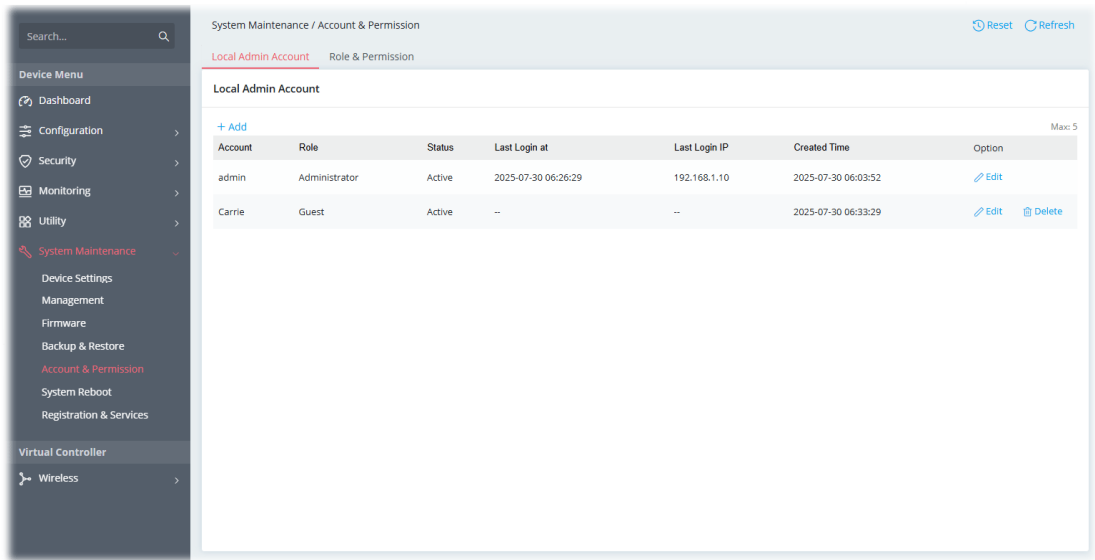 Search...
Device Menu
Dashboard
Configuration
Security
Monitoring
Utility
System Maintenance
Device Settings
Management
Firmware
Backup & Restore
Account & Permission
System Reboot
Registration & Services
Virtual Controller
Wireless
System Maintenance / Account & Permission
Reset Refresh
Local Admin Account Role & Permission
Local Admin Account
+ Add Max: 5
Account Role Status Last Login at Last Login IP Created Time Option
admin Administrator Active 2025-07-30 06:26:29 192.168.1.10 2025-07-30 06:03:52 Edit
Carrie Guest Active -- -- 2025-07-30 06:33:29 Edit Delete